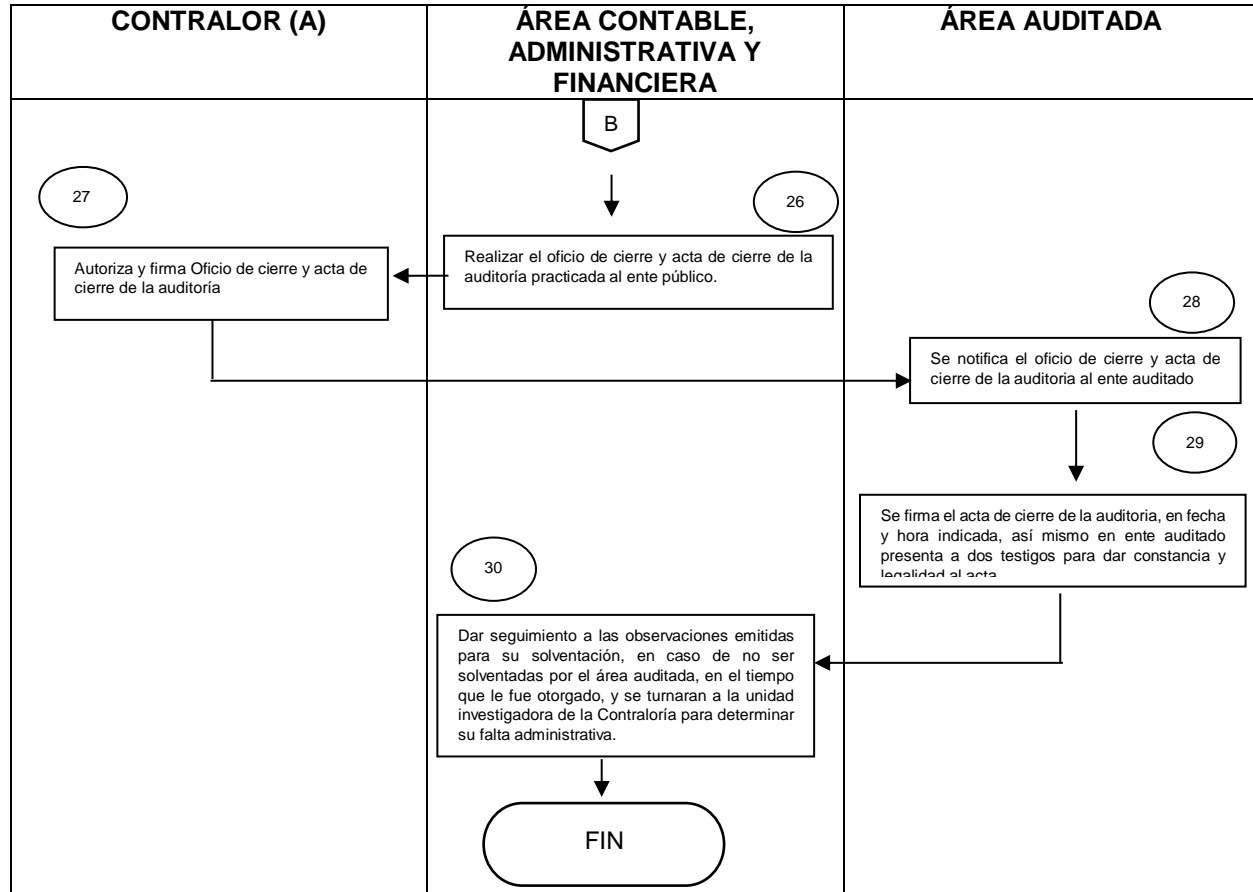 CONTRALOR (A)
ÁREA CONTABLE,
ADMINISTRATIVA Y
FINANCIERA
ÁREA AUDITADA
B
27
26
Realizar el oficio de cierre y acta de cierre de la
auditoría practicada al ente público.
Autoriza y firma Oficio de cierre y acta de
cierre de la auditoría
28
Se notifica el oficio de cierre y acta de
cierre de la auditoria al ente auditado
29
Se firma el acta de cierre de la auditoria, en fecha
y hora indicada, así mismo en ente auditado
presenta a dos testigos para dar constancia y
legalidad al acta
30
Dar seguimiento a las observaciones emitidas
para su solventación, en caso de no ser
solventadas por el área auditada, en el tiempo
que le fue otorgado, y se turnaran a la unidad
investigadora de la Contraloría para determinar
su falta administrativa.
FIN